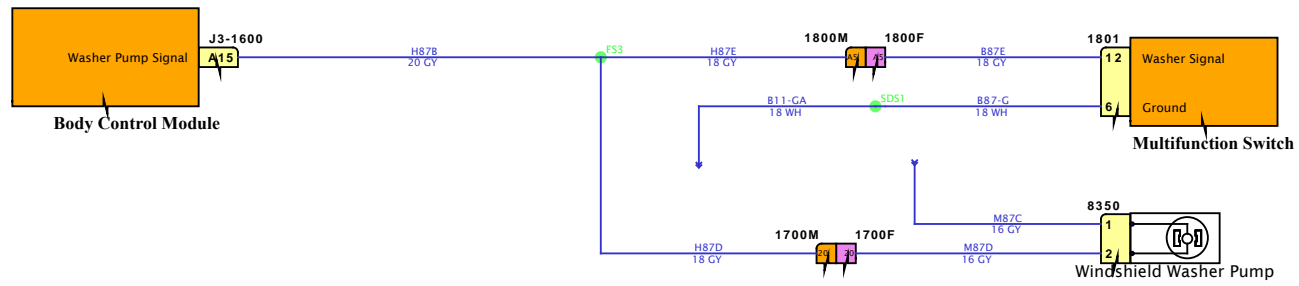 J3-1600
Washer Pump Signal
A15
Body Control Module
H87B
20 GY
FS3
H87E
18 GY
1800M
1800F
A5
A5
B87E
18 GY
1801
12
Washer Signal
B11-GA
18 WH
SDS1
B87-G
18 WH
6
Ground
Multifunction Switch
M87C
16 GY
8350
1
H87D
18 GY
1700M
1700F
20
20
M87D
16 GY
2
Windshield Washer Pump